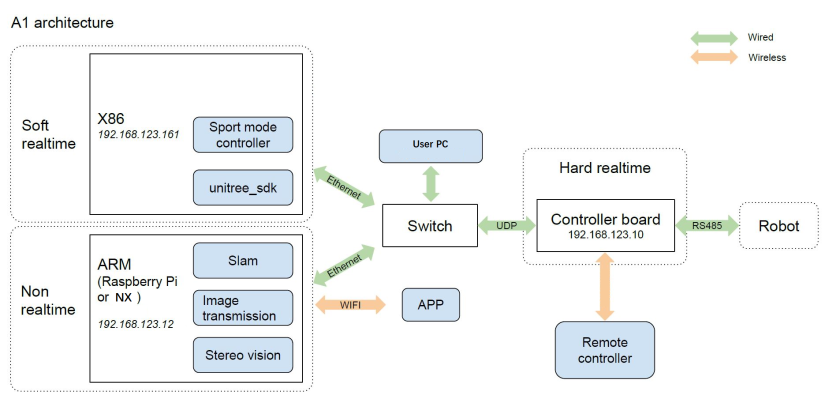 A1 architecture
Wired
Wireless
Soft
realtime
X86
192.168.123.161
Sport mode
controller
unitree_sdk
Ethernet
User PC
Switch
UDP
Hard realtime
Controller board
192.168.123.10
RS485
Robot
Non
realtime
ARM
(Raspberry Pi
or NX )
192.168.123.12
Slam
Image
transmission
Stereo vision
Ethernet
WIFI
APP
Remote
controller